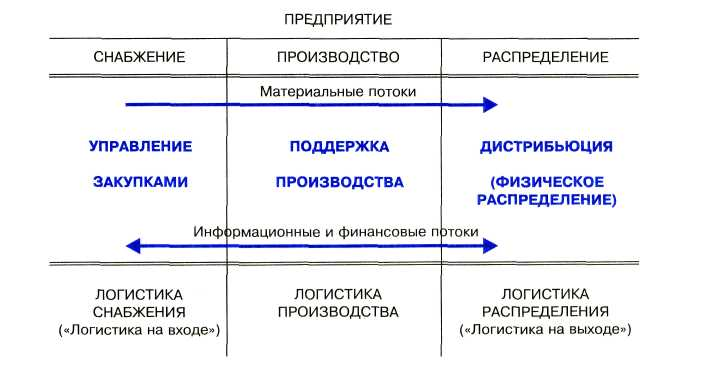 ПРЕДПРИЯТИЕ
СНАБЖЕНИЕ ПРОИЗВОДСТВО РАСПРЕДЕЛЕНИЕ
Материальные потоки
УПРАВЛЕНИЕ ПОДДЕРЖКА ДИСТРИБЬЮЦИЯ
ЗАКУПКАМИ ПРОИЗВОДСТВА (ФИЗИЧЕСКОЕ
РАСПРЕДЕЛЕНИЕ)
Информационные и финансовые потоки
ЛОГИСТИКА ЛОГИСТИКА ЛОГИСТИКА
СНАБЖЕНИЯ ПРОИЗВОДСТВА РАСПРЕДЕЛЕНИЯ
(«Логистика на входе») («Логистика на выходе»)